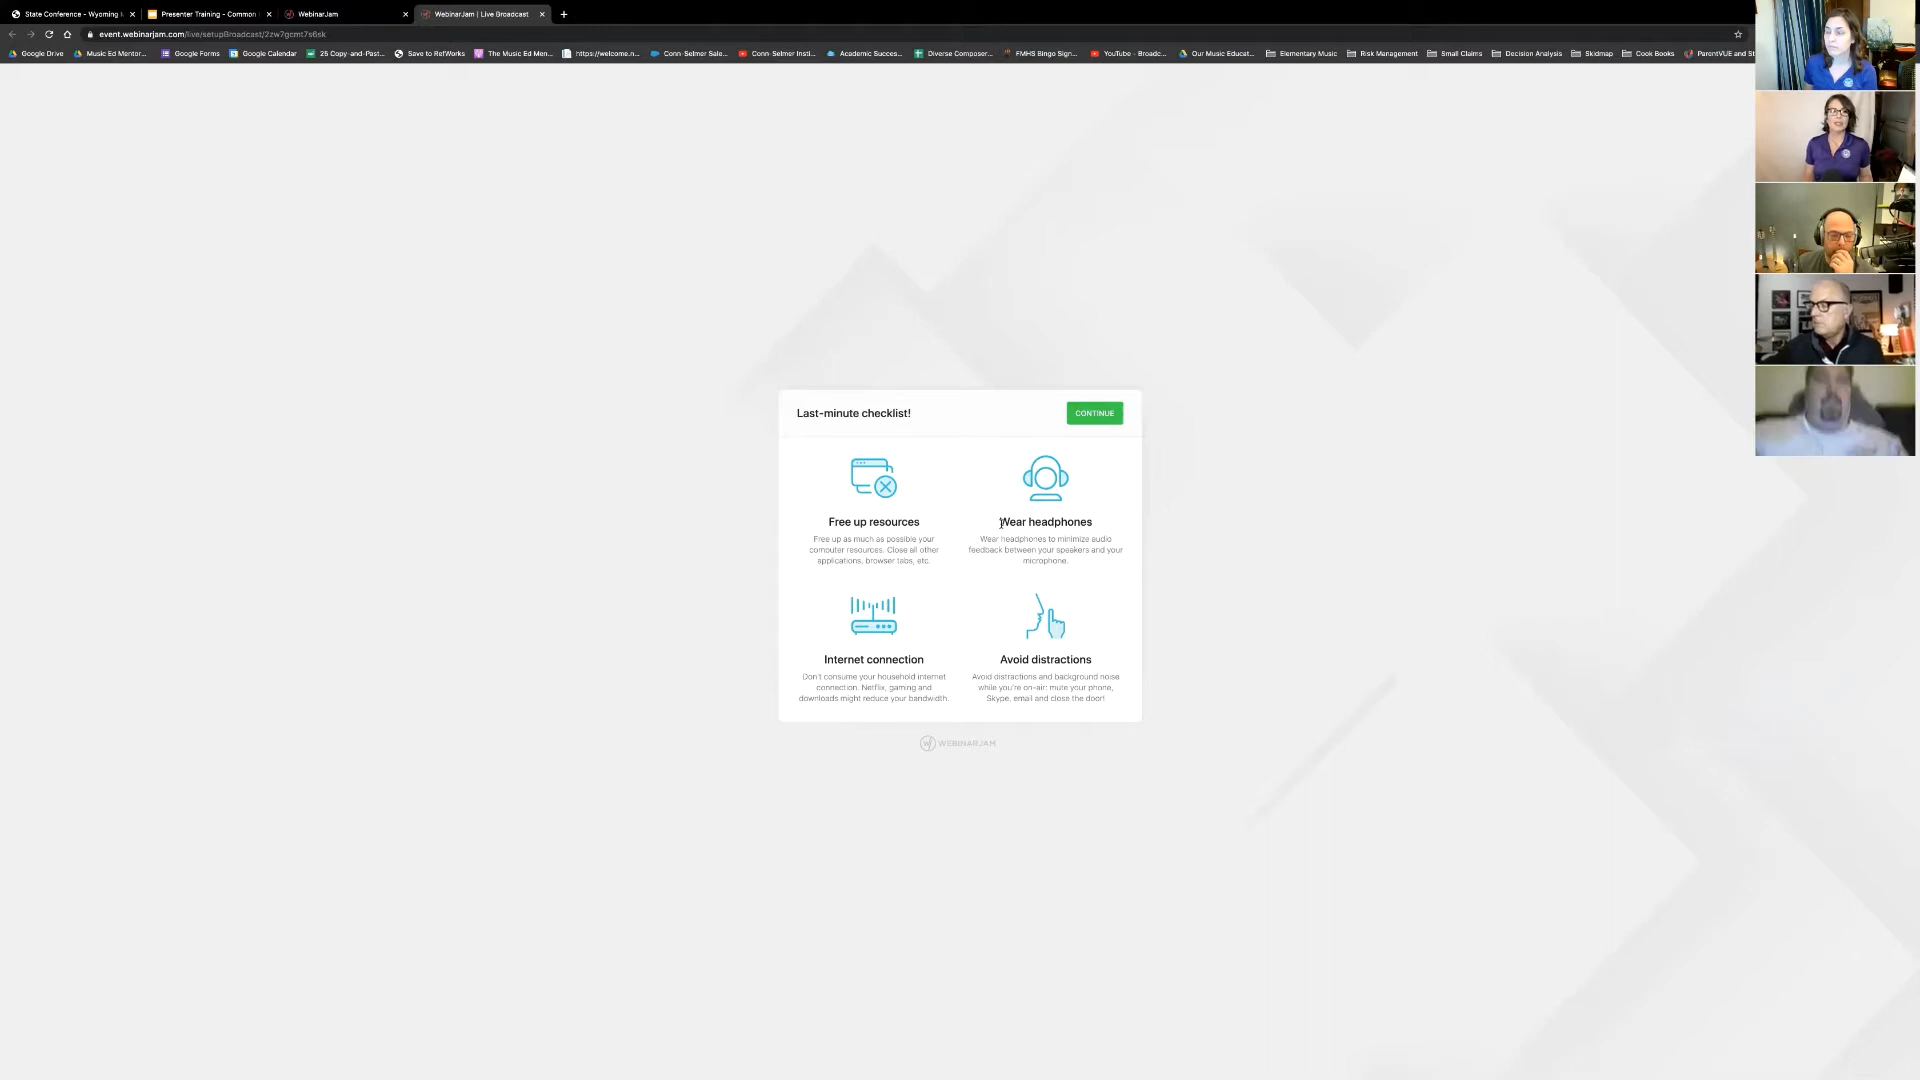 State Conference - Wyoming
Presenter Training - Common
WebinarJam
WebinarJam | Live Broadcast
event.webinarjam.com/live/setupBroadcast/2zw7gcmt7s6sk
Google Drive
Music Ed Mentor...
Google Forms
Google Calendar
25 Copy-and-Past...
Save to RefWorks
The Music Ed Men...
https://welcome.n...
Conn-Selmer Sale...
Conn-Selmer Insti...
Academic Succes...
Diverse Composer...
FMHS Bingo Sign...
YouTube - Broadc...
Our Music Educat...
Elementary Music
Risk Management
Small Claims
Decision Analysis
Skidmap
Cook Books
ParentVUE and St
Last-minute checklist!
CONTINUE
Free up resources
Free up as much as possible your
computer resources. Close all other
applications, browser tabs, etc.
Wear headphones
Wear headphones to minimize audio
feedback between your speakers and your
microphone.
Internet connection
Don't consume your household internet
connection. Netflix, gaming and
downloads might reduce your bandwidth.
Avoid distractions
Avoid distractions and background noise
while you're on-air: mute your phone,
Skype, email and close the door!
WEBINARJAM